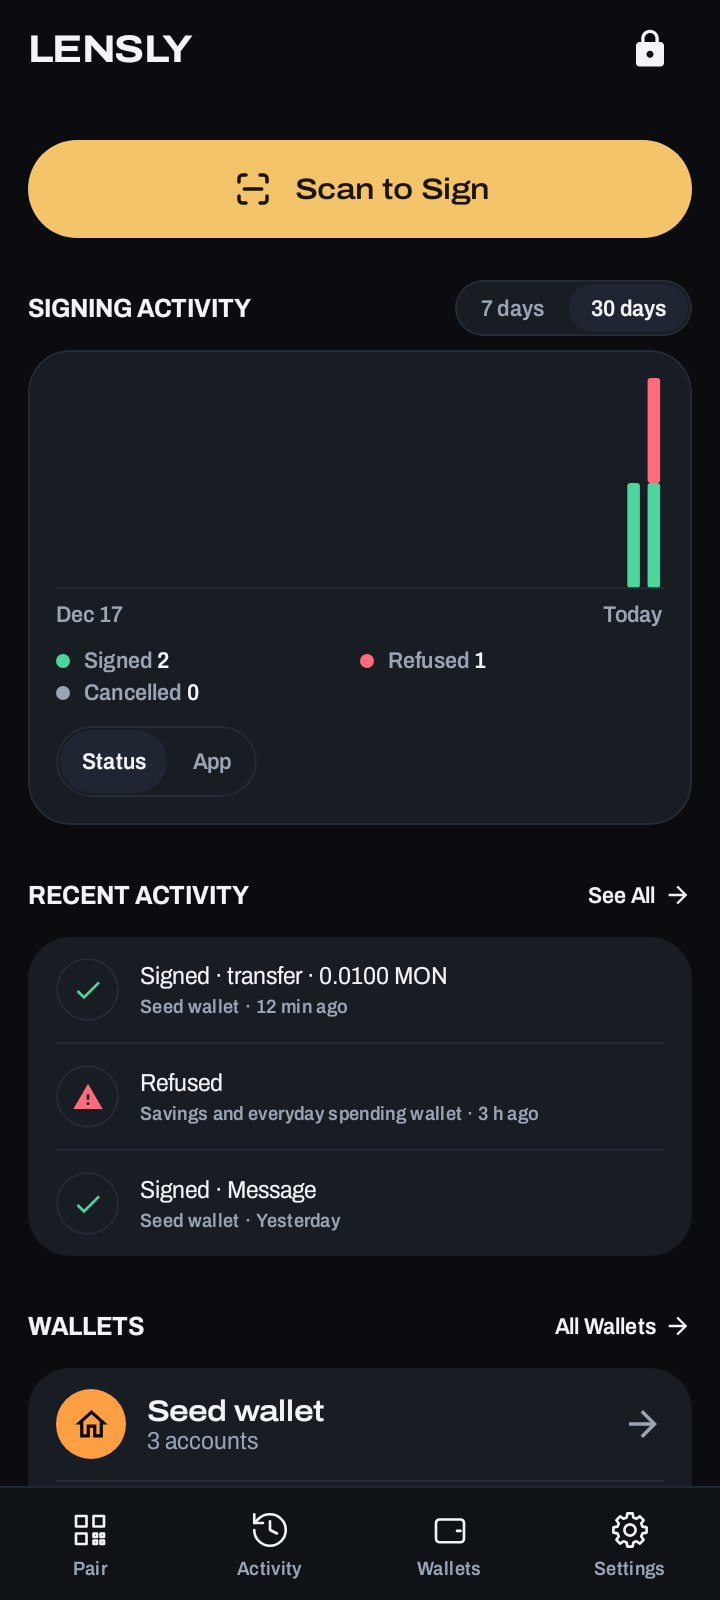 LENSLY
Scan to Sign
SIGNING ACTIVITY
7 days
30 days
Dec 17
Today
Signed 2
Refused 1
Cancelled 0
Status
App
RECENT ACTIVITY
See All
Signed · transfer · 0.0100 MON
Seed wallet · 12 min ago
Refused
Savings and everyday spending wallet · 3 h ago
Signed · Message
Seed wallet · Yesterday
WALLETS
All Wallets
Seed wallet
3 accounts
Pair
Activity
Wallets
Settings